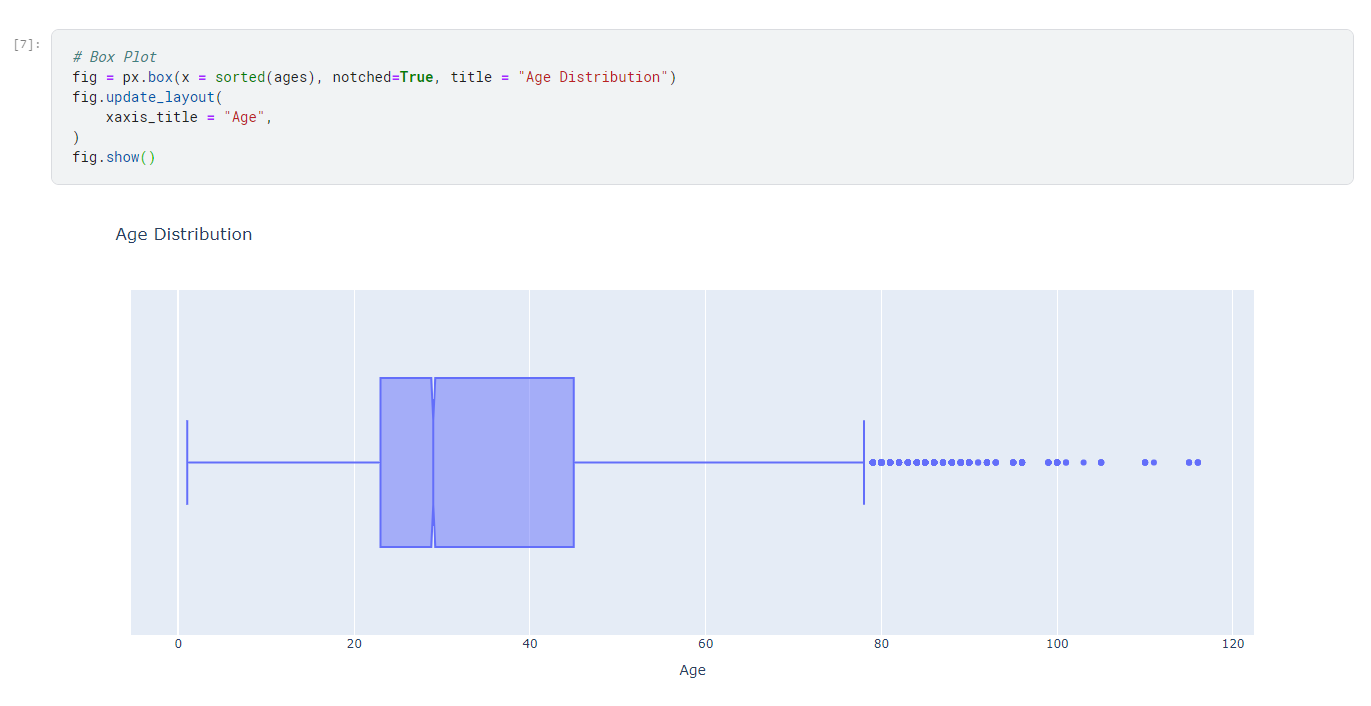 [7]:
# Box Plot
fig = px.box(x = sorted(ages), notched=True, title = "Age Distribution")
fig.update_layout(
    xaxis_title = "Age",
)
fig.show()
Age Distribution
0 20 40 60 80 100 120
Age